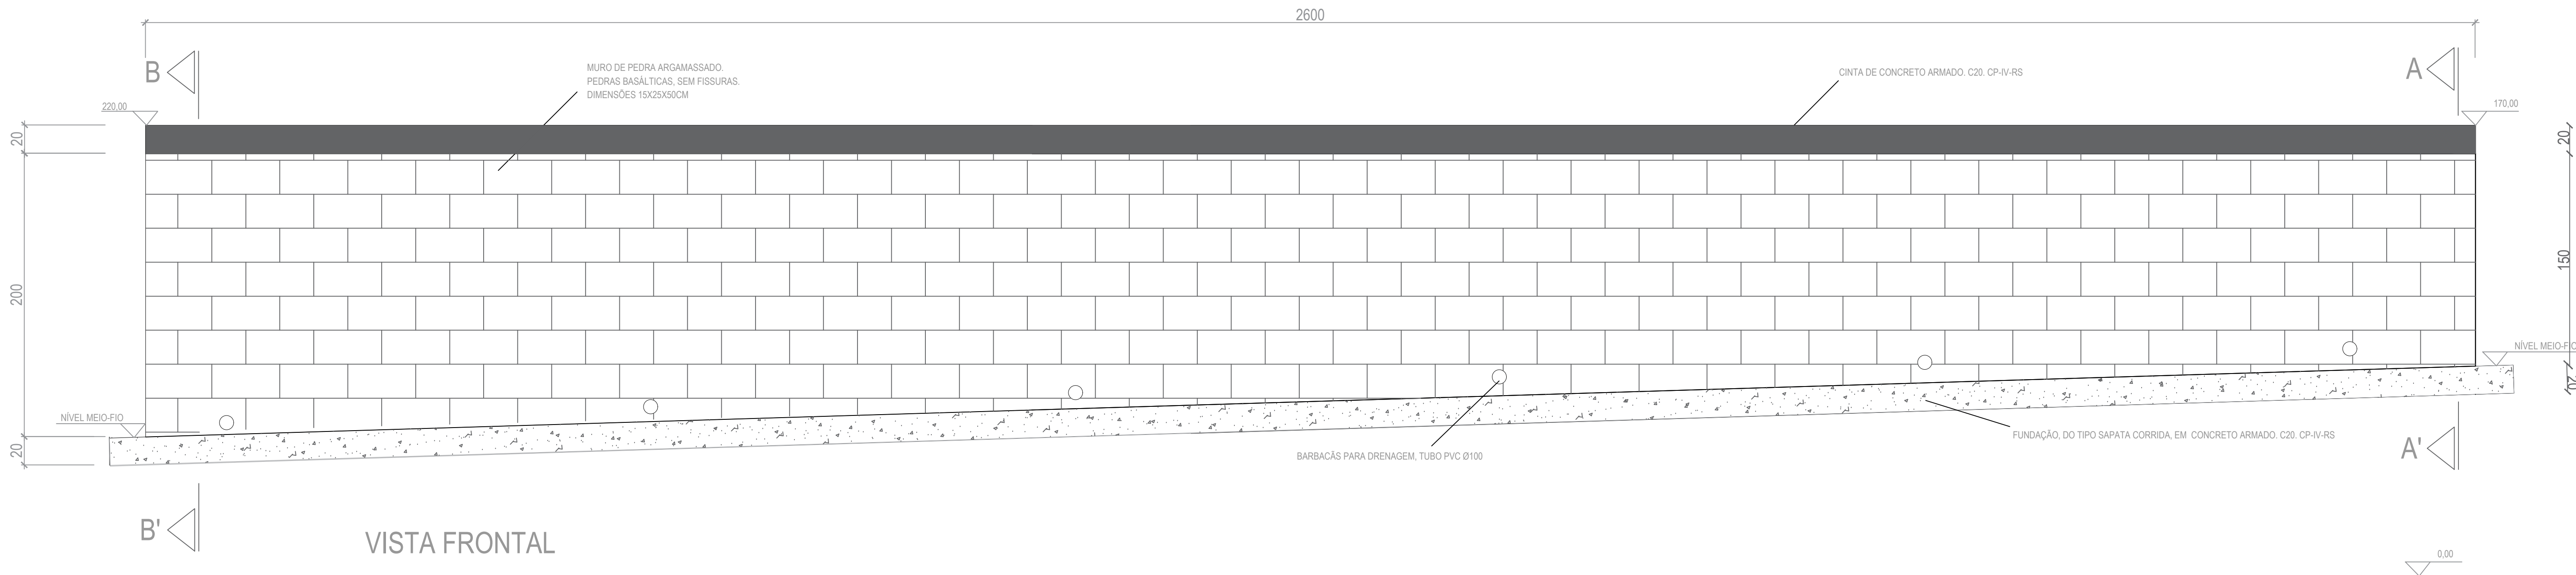 2600
B
A
MURO DE PEDRA ARGAMASSADO.
PEDRAS BASÁLTICAS, SEM FISSURAS.
DIMENSÕES 15X25X50CM
CINTA DE CONCRETO ARMADO. C20. CP-IV-RS
220,00
170,00
20
20
200
150
NÍVEL MEIO-FIO
NÍVEL MEIO-FIO
20
20
BARBACÃS PARA DRENAGEM, TUBO PVC Ø100
FUNDAÇÃO, DO TIPO SAPATA CORRIDA, EM CONCRETO ARMADO. C20. CP-IV-RS
A'
B'
VISTA FRONTAL
0,00